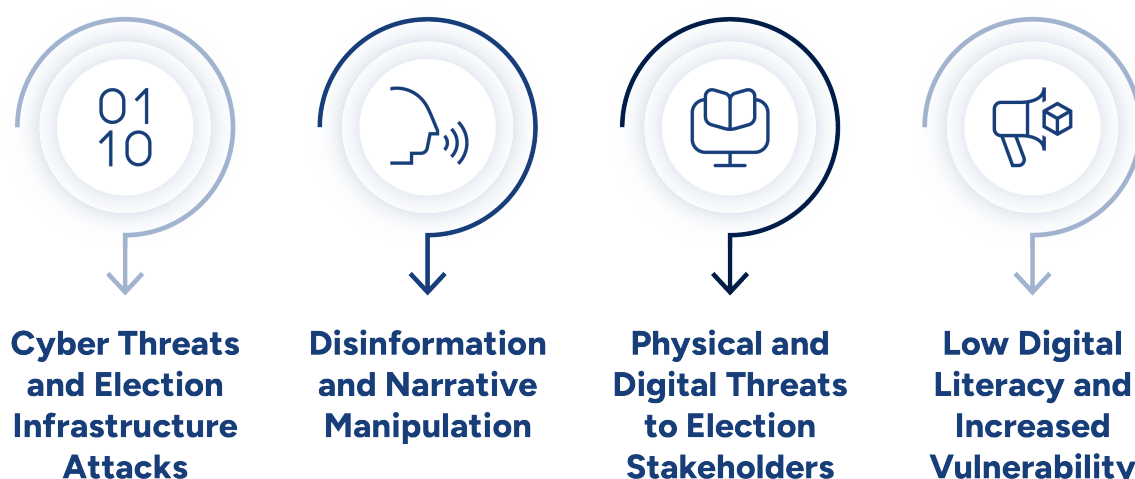 01
10
Cyber Threats
and Election
Infrastructure
Attacks
Disinformation
and Narrative
Manipulation
Physical and
Digital Threats
to Election
Stakeholders
Low Digital
Literacy and
Increased
Vulnerability